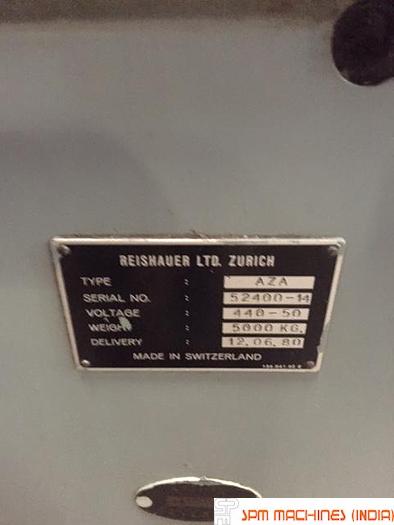 REISHAUER LTD. ZURICH
TYPE : AZA
SERIAL NO. : 52400-14
VOLTAGE : 440-50
WEIGHT : 5000 KG.
DELIVERY : 12.06.80
MADE IN SWITZERLAND
SPM MACHINES (INDIA)